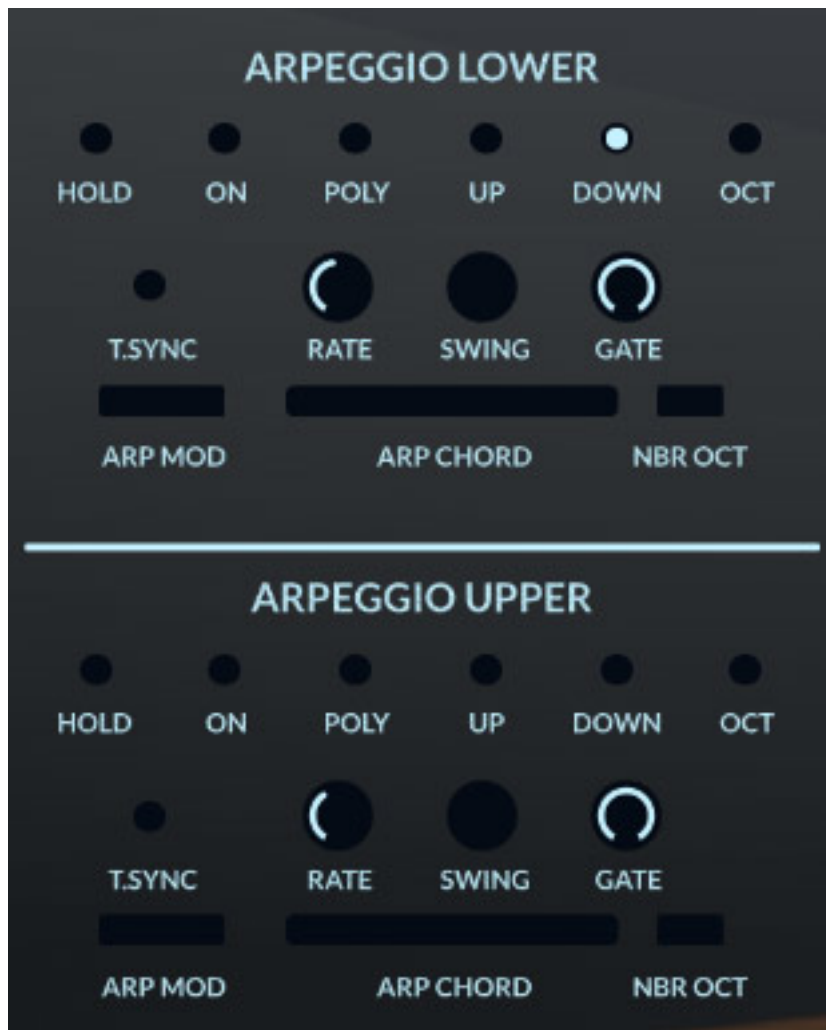 ARPEGGIO LOWER
HOLD ON POLY UP DOWN OCT
T.SYNC RATE SWING GATE
ARP MOD ARP CHORD NBR OCT
ARPEGGIO UPPER
HOLD ON POLY UP DOWN OCT
T.SYNC RATE SWING GATE
ARP MOD ARP CHORD NBR OCT